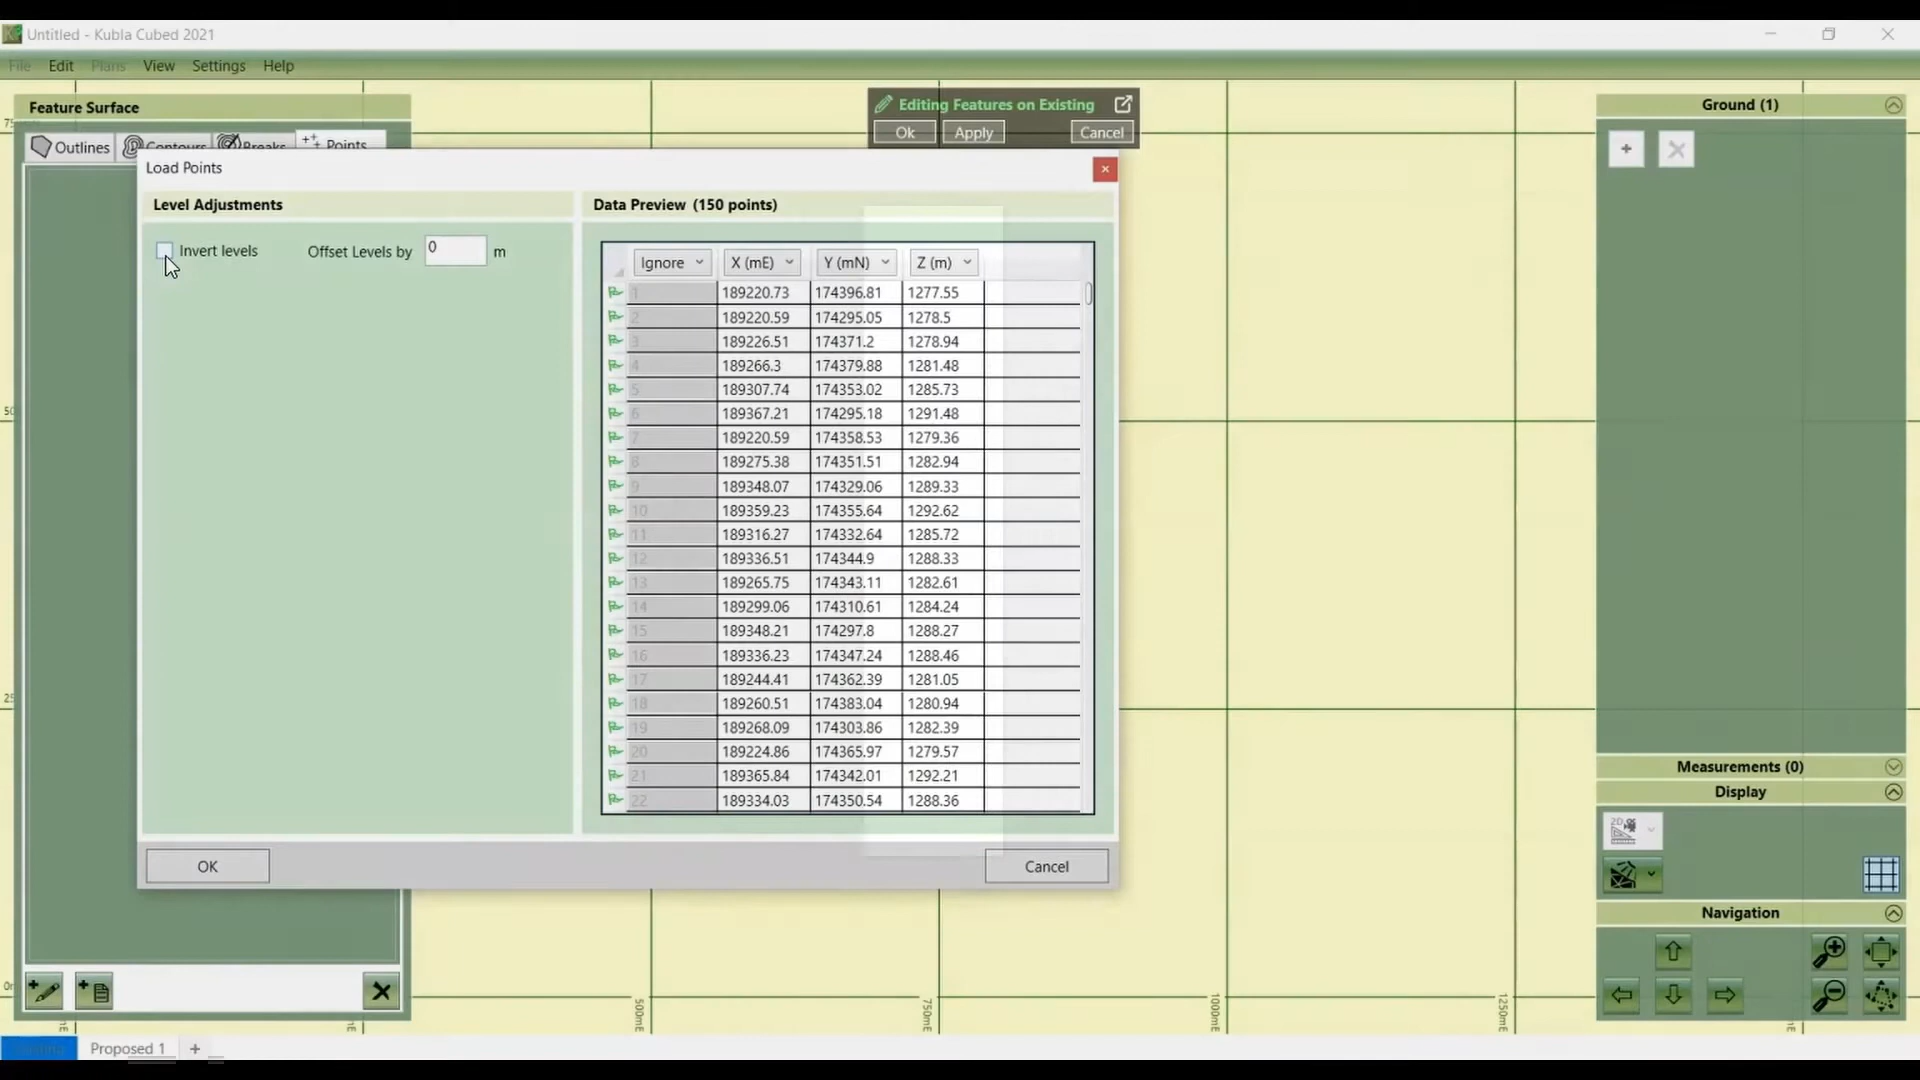 Untitled - Kubla Cubed 2021
File Edit Plans View Settings Help
Feature Surface
Outlines Contours Breaks Points
Editing Features on Existing
Ok Apply Cancel
Ground (1)
Load Points
Level Adjustments
Invert levels Offset Levels by 0 m
Data Preview (150 points)
Ignore X (mE) Y (mN) Z (m)
1 189220.73 174396.81 1277.55
2 189220.59 174295.05 1278.5
3 189226.51 174371.2 1278.94
4 189266.3 174379.88 1281.48
5 189307.74 174353.02 1285.73
6 189367.21 174295.18 1291.48
7 189220.59 174358.53 1279.36
8 189275.38 174351.51 1282.94
9 189348.07 174329.06 1289.33
10 189359.23 174355.64 1292.62
11 189316.27 174332.64 1285.72
12 189336.51 174344.9 1288.33
13 189265.75 174343.11 1282.61
14 189299.06 174310.61 1284.24
15 189348.21 174297.8 1288.27
16 189336.23 174347.24 1288.46
17 189244.41 174362.39 1281.05
18 189260.51 174383.04 1280.94
19 189268.09 174303.86 1282.39
20 189224.86 174365.97 1279.57
21 189365.84 174342.01 1292.21
22 189334.03 174350.54 1288.36
OK Cancel
Measurements (0)
Display
2D
Navigation
500mE 750mE 1000mE 1250mE
Proposed 1 +